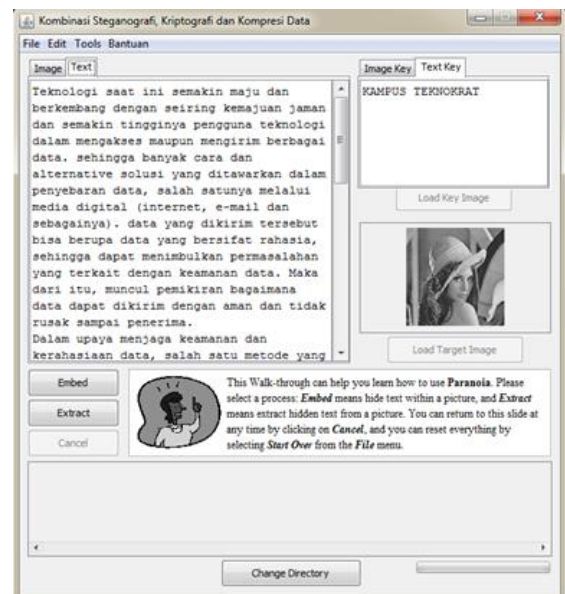 Kombinasi Steganografi, Kriptografi dan Kompresi Data
File Edit Tools Bantuan
Image Text
Teknologi saat ini semakin maju dan
berkembang dengan seiring kemajuan jaman
dan semakin tingginya pengguna teknologi
dalam mengakses maupun mengirim berbagai
data. sehingga banyak cara dan
alternative solusi yang ditawarkan dalam
penyebaran data, salah satunya melalui
media digital (internet, e-mail dan
sebagainya). data yang dikirim tersebut
bisa berupa data yang bersifat rahasia,
sehingga dapat menimbulkan permasalahan
yang terkait dengan keamanan data. Maka
dari itu, muncul pemikiran bagaimana
data dapat dikirim dengan aman dan tidak
rusak sampai penerima.
Dalam upaya menjaga keamanan dan
kerahasiaan data, salah satu metode yang
Image Key Text Key
KAMPUS TEKNOKRAT
Load Key Image
Load Target Image
Embed
Extract
Cancel
This Walk-through can help you learn how to use Paranoia. Please
select a process: Embed means hide text within a picture, and Extract
means extract hidden text from a picture. You can return to this slide at
any time by clicking on Cancel, and you can reset everything by
selecting Start Over from the File menu.
Change Directory